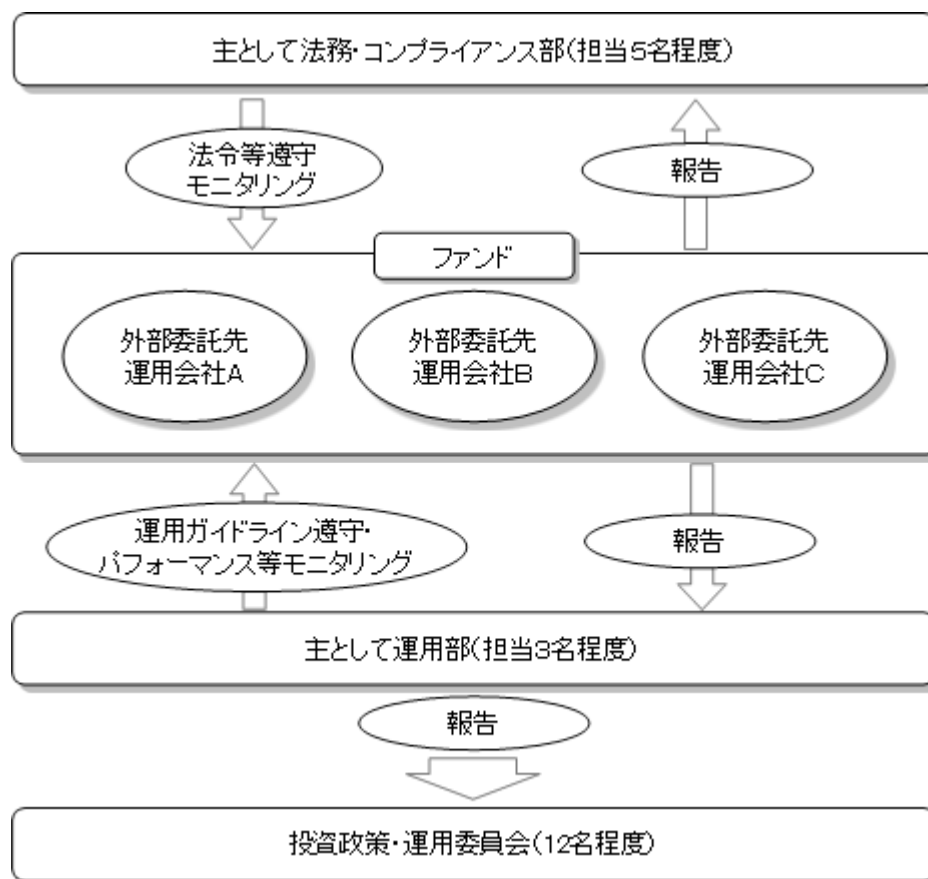 主として法務・コンプライアンス部(担当5名程度)
法令等遵守
モニタリング
報告
ファンド
外部委託先
運用会社A
外部委託先
運用会社B
外部委託先
運用会社C
運用ガイドライン遵守・
パフォーマンス等モニタリング
報告
主として運用部(担当3名程度)
報告
投資政策・運用委員会(12名程度)